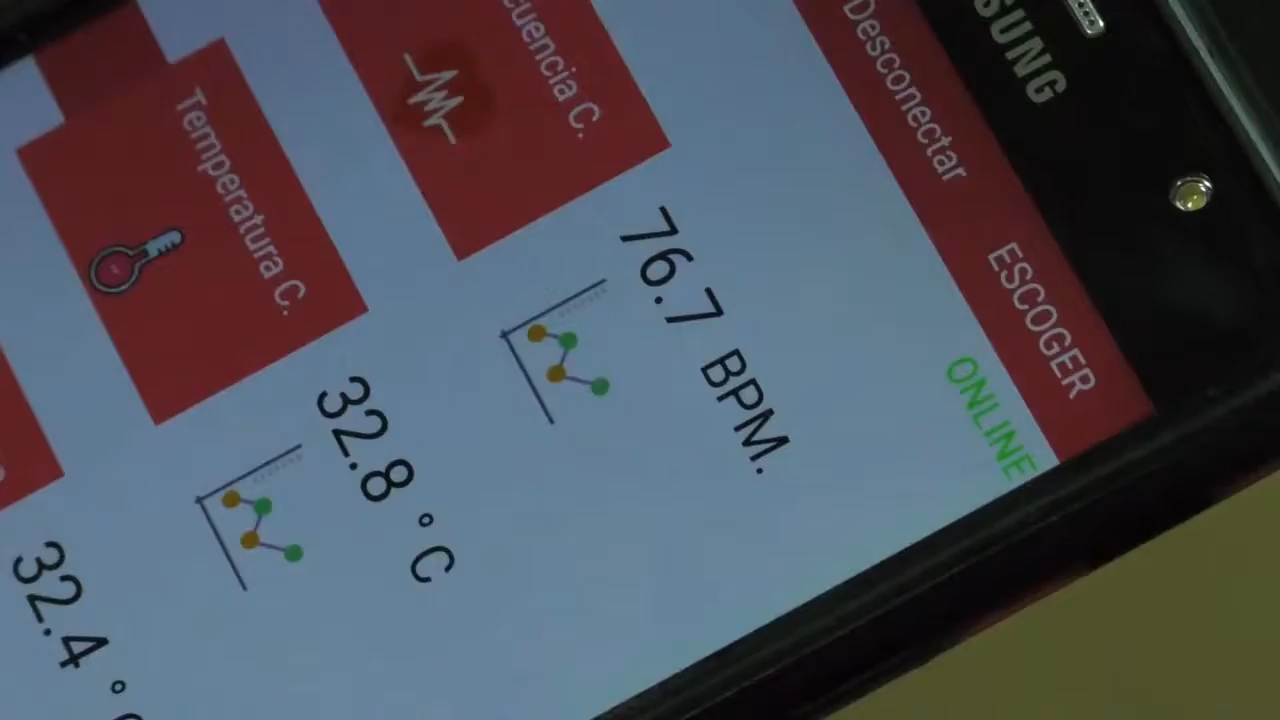 SUNG
Desconectar ESCOGER
ONLINE
cuencia C.
76.7 BPM.
Temperatura C.
32.8 °C
32.4 °C